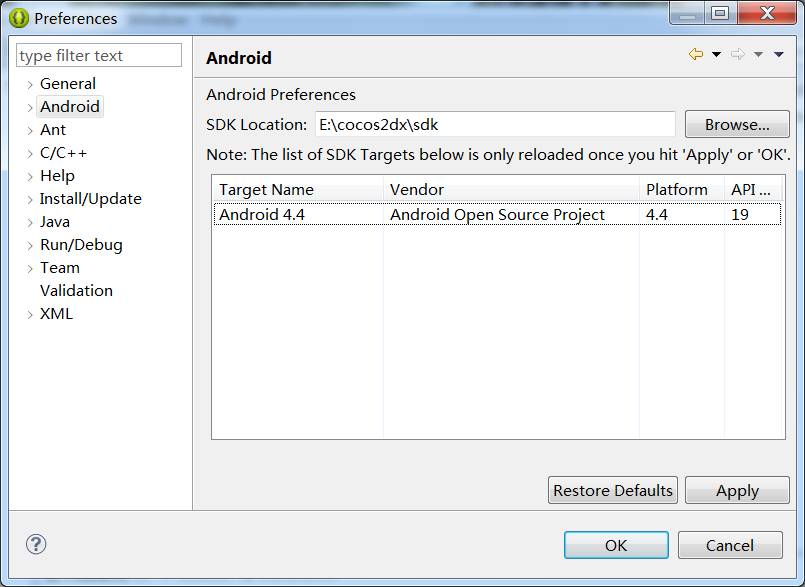 Preferences
Window Help
type filter text
General
Android
Ant
C/C++
Help
Install/Update
Java
Run/Debug
Team
Validation
XML
Android
Android Preferences
SDK Location: E:\cocos2dx\sdk Browse...
Note: The list of SDK Targets below is only reloaded once you hit 'Apply' or 'OK'.
Target Name Vendor Platform API ...
Android 4.4 Android Open Source Project 4.4 19
Restore Defaults Apply
OK Cancel